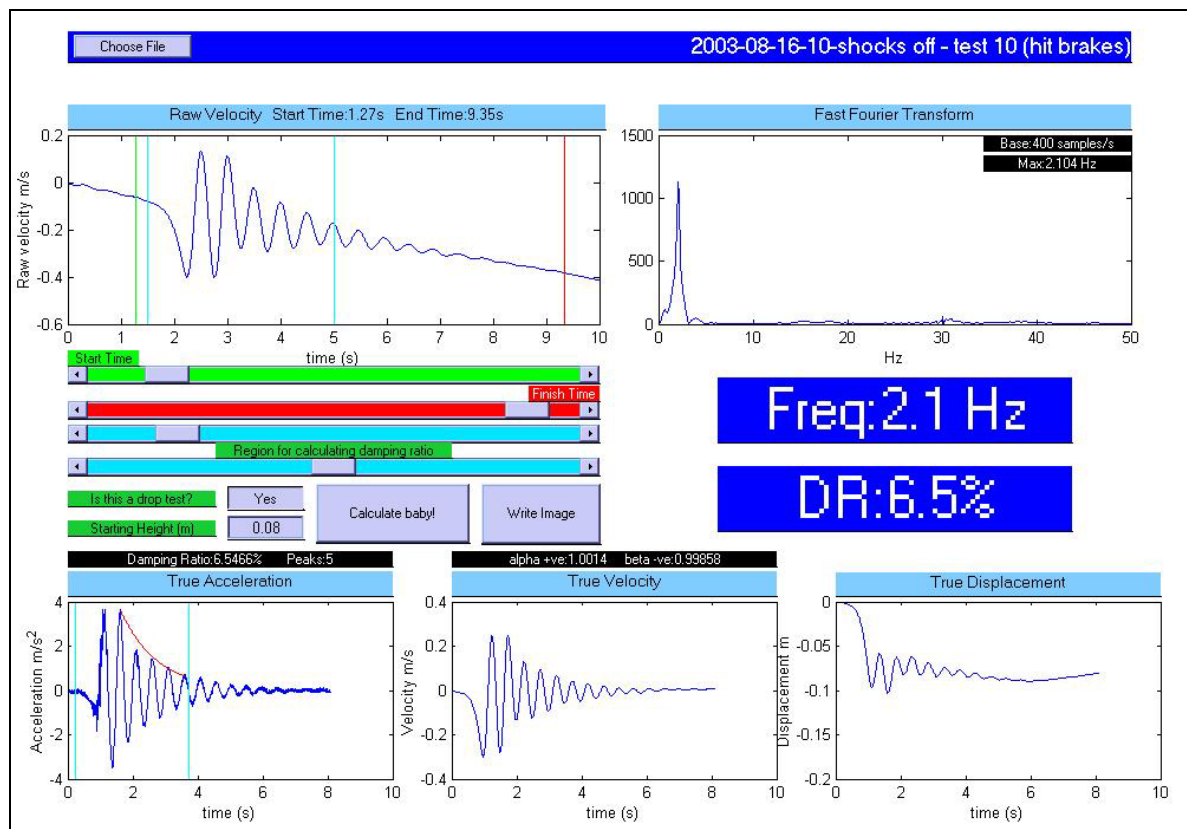 Choose File
2003-08-16-10-shocks off - test 10 (hit brakes)
Raw Velocity Start Time:1.27s End Time:9.35s
0.2
0
-0.2
-0.4
-0.6
Raw velocity m/s
0 1 2 3 4 5 6 7 8 9 10
time (s)
Fast Fourier Transform
Base:400 samples/s
Max:2.104 Hz
1500
1000
500
0
0 10 20 30 40 50
Hz
Start Time
Finish Time
Region for calculating damping ratio
Is this a drop test?
Yes
Starting Height (m)
0.08
Calculate baby!
Write Image
Freq:2.1 Hz
DR:6.5%
Damping Ratio:6.5466% Peaks:5
True Acceleration
4
2
0
-2
-4
Acceleration m/s2
0 2 4 6 8 10
time (s)
alpha +ve:1.0014 beta -ve:0.99858
True Velocity
0.4
0.2
0
-0.2
-0.4
Velocity m/s
0 2 4 6 8 10
time (s)
True Displacement
0
-0.05
-0.1
-0.15
-0.2
Displacement m
0 2 4 6 8 10
time (s)